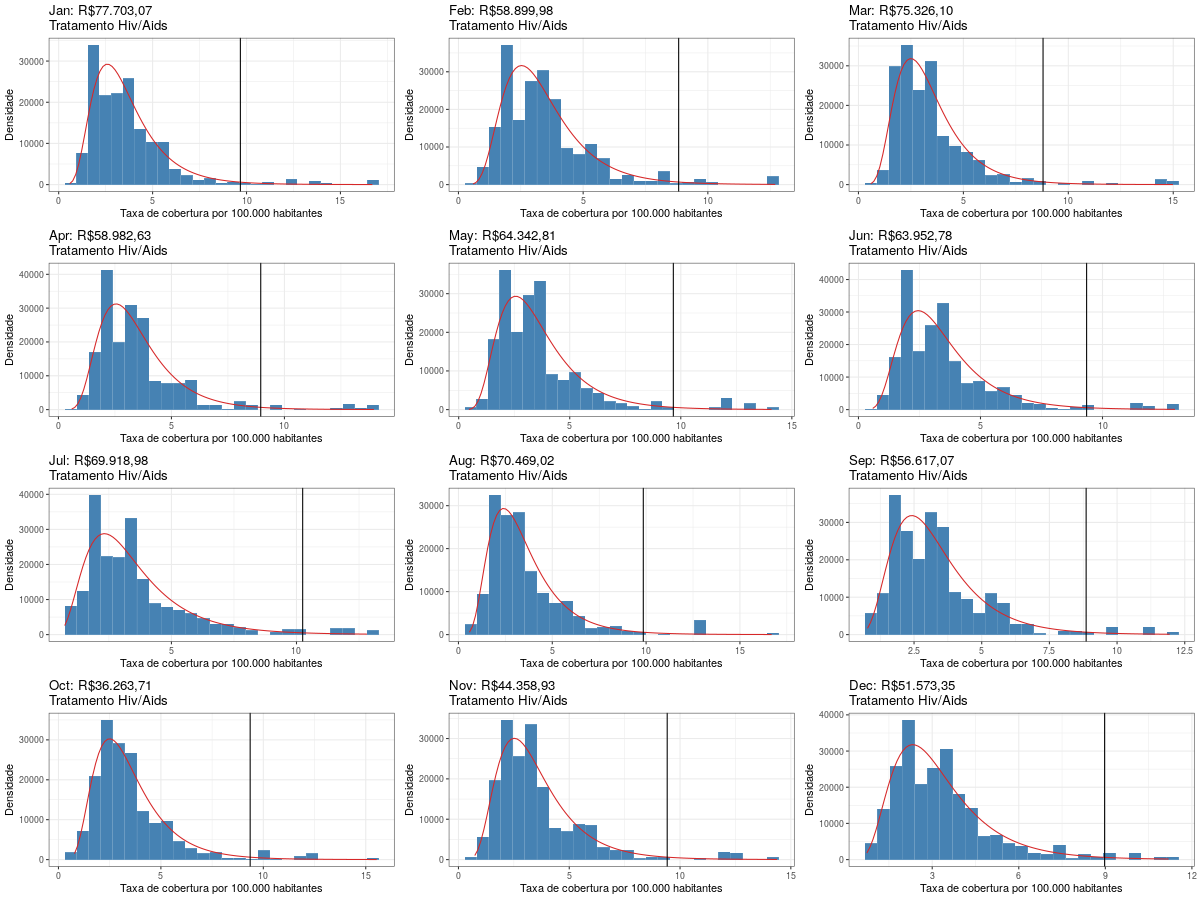 Jan: R$77.703,07
Tratamento Hiv/Aids
Densidade
30000
20000
10000
0
0 5 10 15
Taxa de cobertura por 100.000 habitantes
Feb: R$58.899,98
Tratamento Hiv/Aids
Densidade
30000
20000
10000
0
0 5 10
Taxa de cobertura por 100.000 habitantes
Mar: R$75.326,10
Tratamento Hiv/Aids
Densidade
30000
20000
10000
0
0 5 10 15
Taxa de cobertura por 100.000 habitantes
Apr: R$58.982,63
Tratamento Hiv/Aids
Densidade
40000
30000
20000
10000
0
0 5 10
Taxa de cobertura por 100.000 habitantes
May: R$64.342,81
Tratamento Hiv/Aids
Densidade
30000
20000
10000
0
0 5 10 15
Taxa de cobertura por 100.000 habitantes
Jun: R$63.952,78
Tratamento Hiv/Aids
Densidade
40000
30000
20000
10000
0
0 5 10
Taxa de cobertura por 100.000 habitantes
Jul: R$69.918,98
Tratamento Hiv/Aids
Densidade
40000
30000
20000
10000
0
5 10
Taxa de cobertura por 100.000 habitantes
Aug: R$70.469,02
Tratamento Hiv/Aids
Densidade
30000
20000
10000
0
0 5 10 15
Taxa de cobertura por 100.000 habitantes
Sep: R$56.617,07
Tratamento Hiv/Aids
Densidade
30000
20000
10000
0
2.5 5.0 7.5 10.0 12.5
Taxa de cobertura por 100.000 habitantes
Oct: R$36.263,71
Tratamento Hiv/Aids
Densidade
30000
20000
10000
0
0 5 10 15
Taxa de cobertura por 100.000 habitantes
Nov: R$44.358,93
Tratamento Hiv/Aids
Densidade
30000
20000
10000
0
0 5 10 15
Taxa de cobertura por 100.000 habitantes
Dec: R$51.573,35
Tratamento Hiv/Aids
Densidade
40000
30000
20000
10000
0
3 6 9 12
Taxa de cobertura por 100.000 habitantes